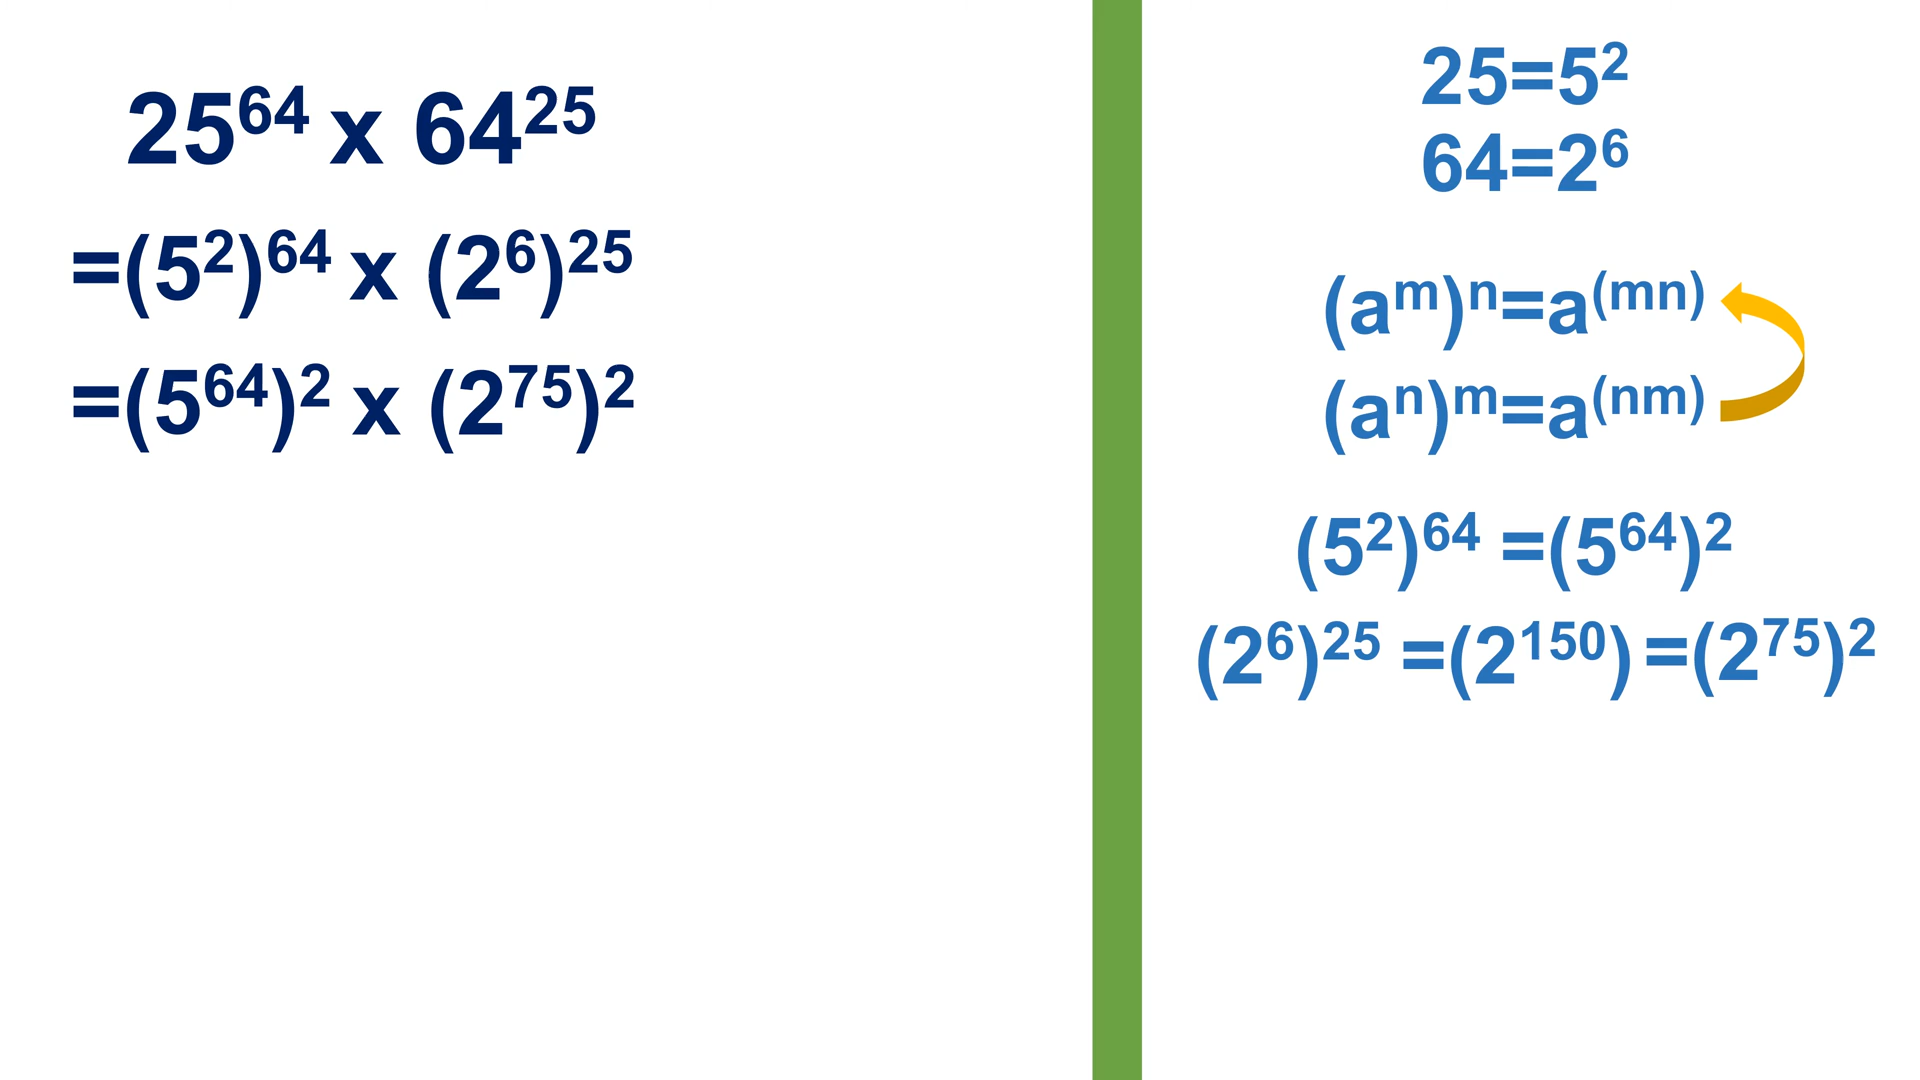 25⁶⁴ x 64²⁵
=(5²)⁶⁴ x (2⁶)²⁵
=(5⁶⁴)² x (2⁷⁵)²
25=5²
64=2⁶
(aᵐ)ⁿ=a⁽ᵐⁿ⁾
(aⁿ)ᵐ=a⁽ⁿᵐ⁾
(5²)⁶⁴ =(5⁶⁴)²
(2⁶)²⁵ =(2¹⁵⁰) =(2⁷⁵)²